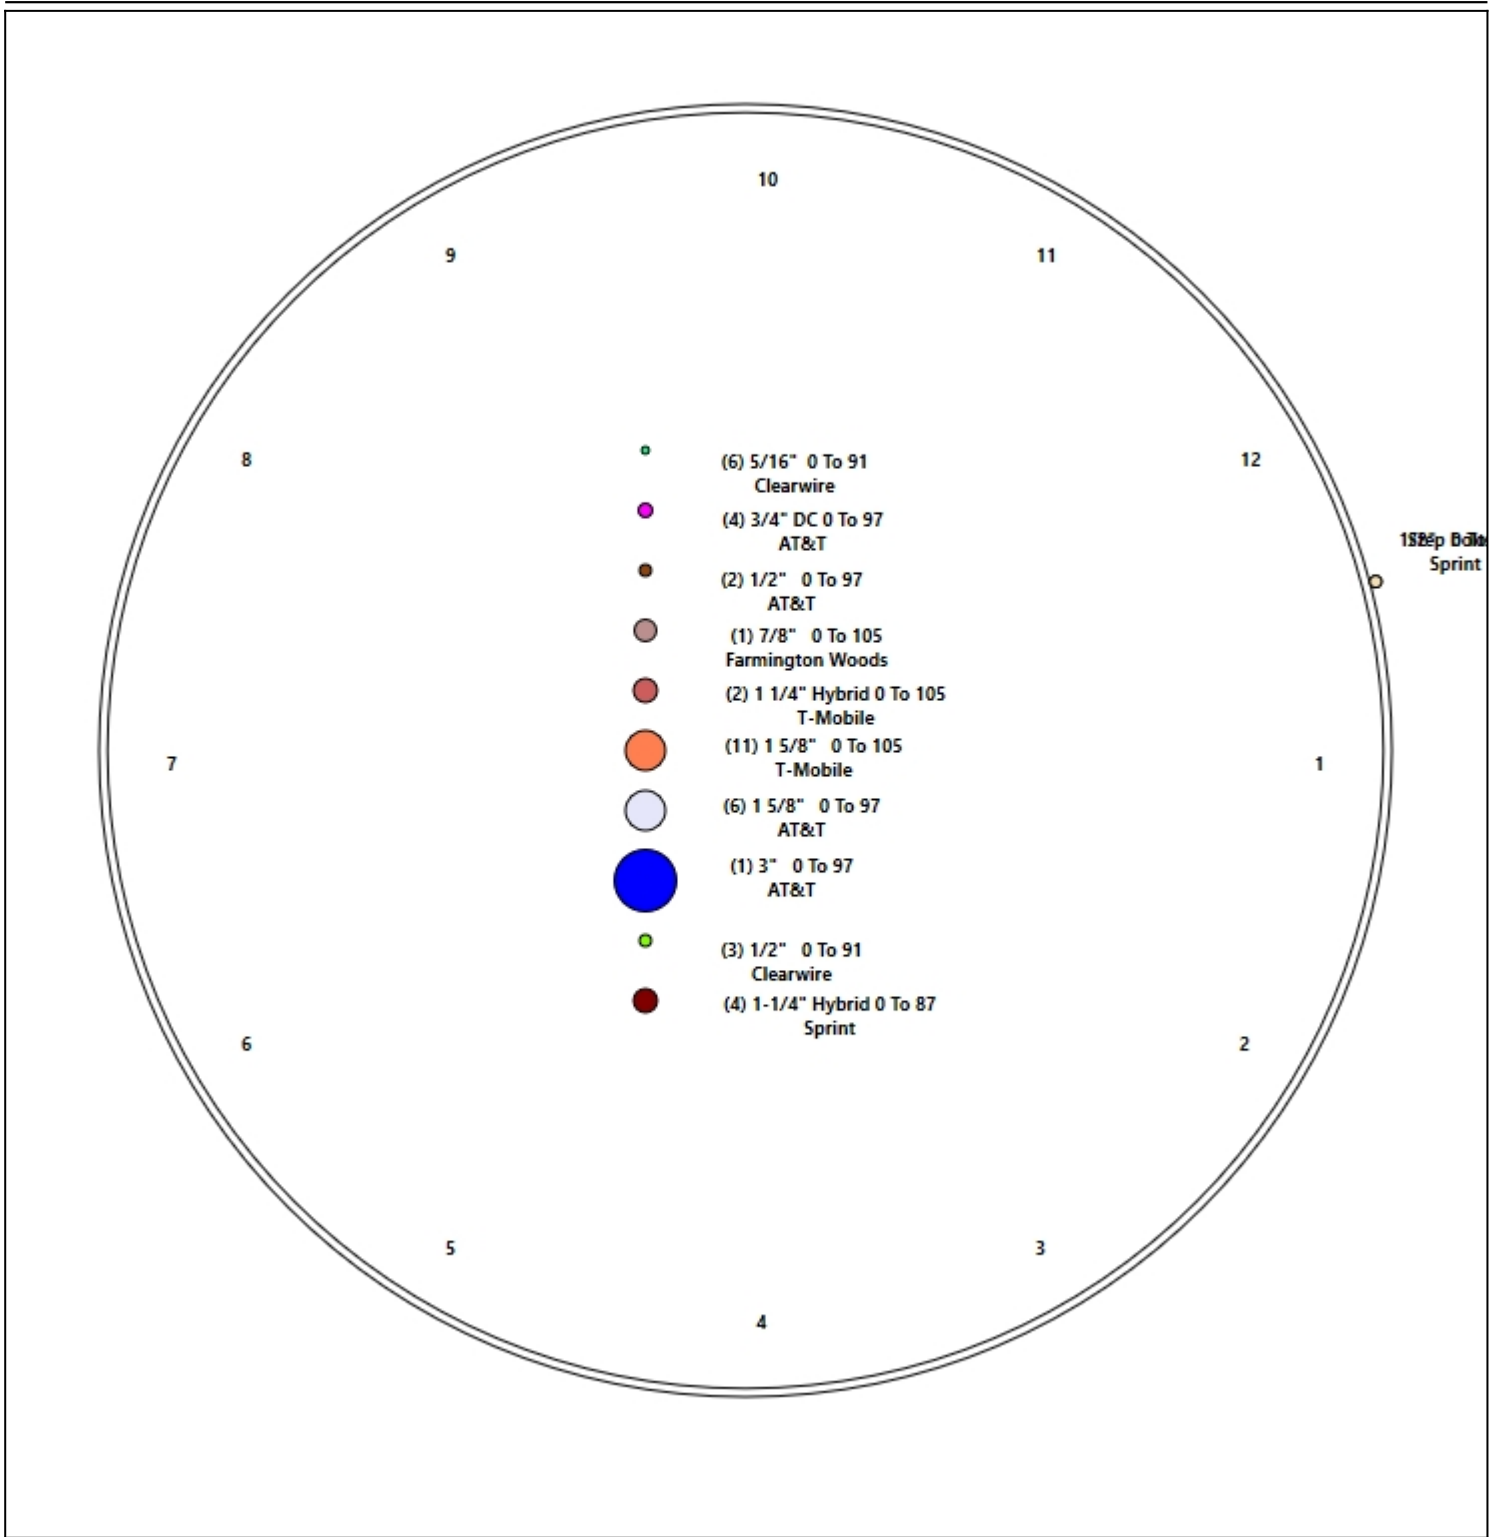 10
9
11
8
12
(6) 5/16" 0 To 91
Clearwire
(4) 3/4" DC 0 To 97
AT&T
Sprint
(2) 1/2" 0 To 97
AT&T
(1) 7/8" 0 To 105
Farmington Woods
(2) 1 1/4" Hybrid 0 To 105
T-Mobile
(11) 1 5/8" 0 To 105
T-Mobile
7
1
(6) 1 5/8" 0 To 97
AT&T
(1) 3" 0 To 97
AT&T
(3) 1/2" 0 To 91
Clearwire
(4) 1-1/4" Hybrid 0 To 87
Sprint
6
2
5
3
4